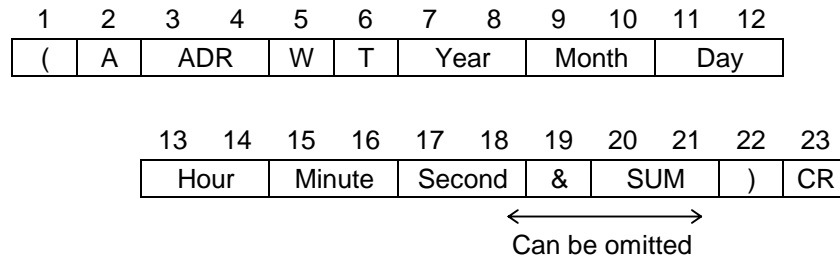 1 2 3 4 5 6 7 8 9 10 11 12
( A ADR W T Year Month Day
13 14 15 16 17 18 19 20 21 22 23
Hour Minute Second & SUM ) CR
Can be omitted